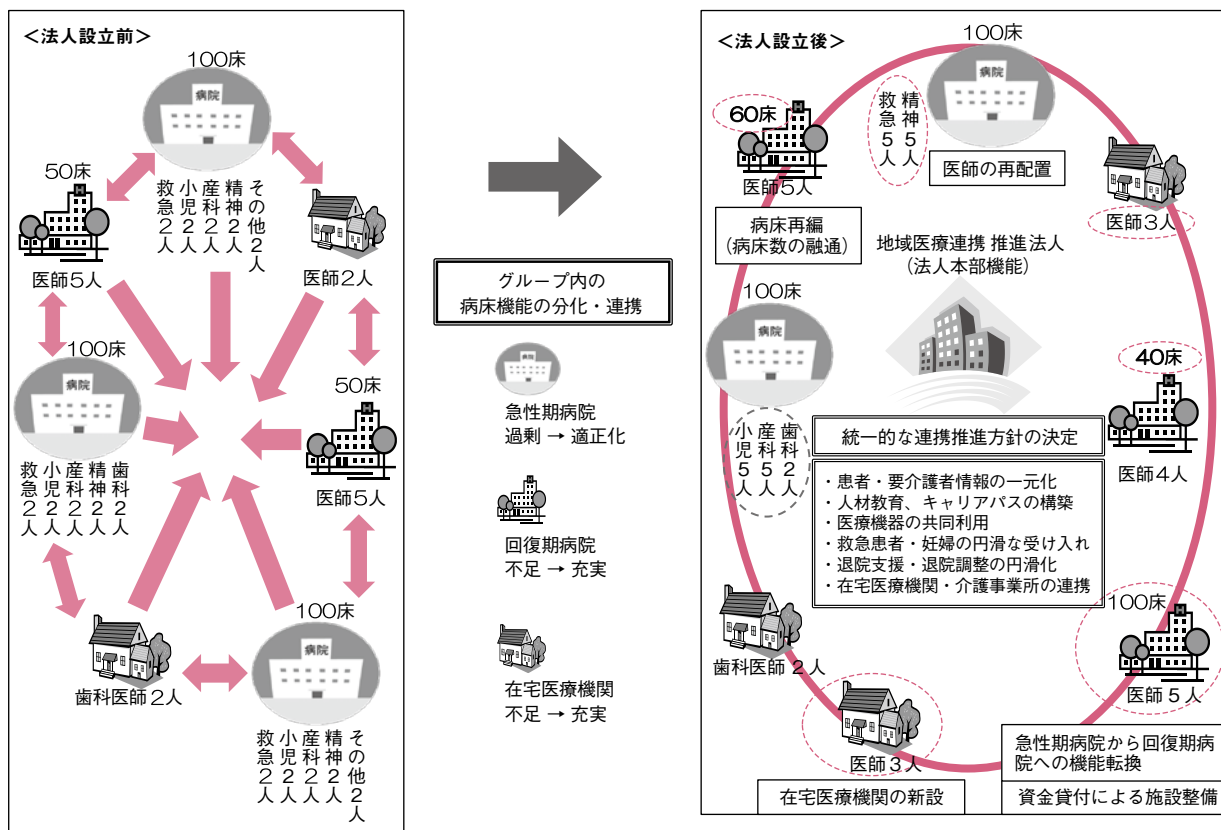 <法人設立前>
100床
病院
救急2人
小児2人
産科2人
精神2人
その他2人
50床
医師5人
医師2人
100床
病院
救急2人
小児2人
産科2人
精神2人
歯科2人
50床
医師5人
歯科医師2人
100床
病院
救急2人
小児2人
産科2人
精神2人
その他2人
グループ内の
病床機能の分化・連携
急性期病院
過剰 → 適正化
回復期病院
不足 → 充実
在宅医療機関
不足 → 充実
<法人設立後>
100床
病院
救急5人
精神5人
医師の再配置
60床
医師5人
病床再編
(病床数の融通)
医師3人
地域医療連携 推進法人
(法人本部機能)
100床
病院
小児5人
産科5人
歯科2人
40床
医師4人
統一的な連携推進方針の決定
・患者・要介護者情報の一元化
・人材教育、キャリアパスの構築
・医療機器の共同利用
・救急患者・妊婦の円滑な受け入れ
・退院支援・退院調整の円滑化
・在宅医療機関・介護事業所の連携
100床
医師5人
歯科医師 2人
医師3人
急性期病院から回復期病
院への機能転換
在宅医療機関の新設
資金貸付による施設整備